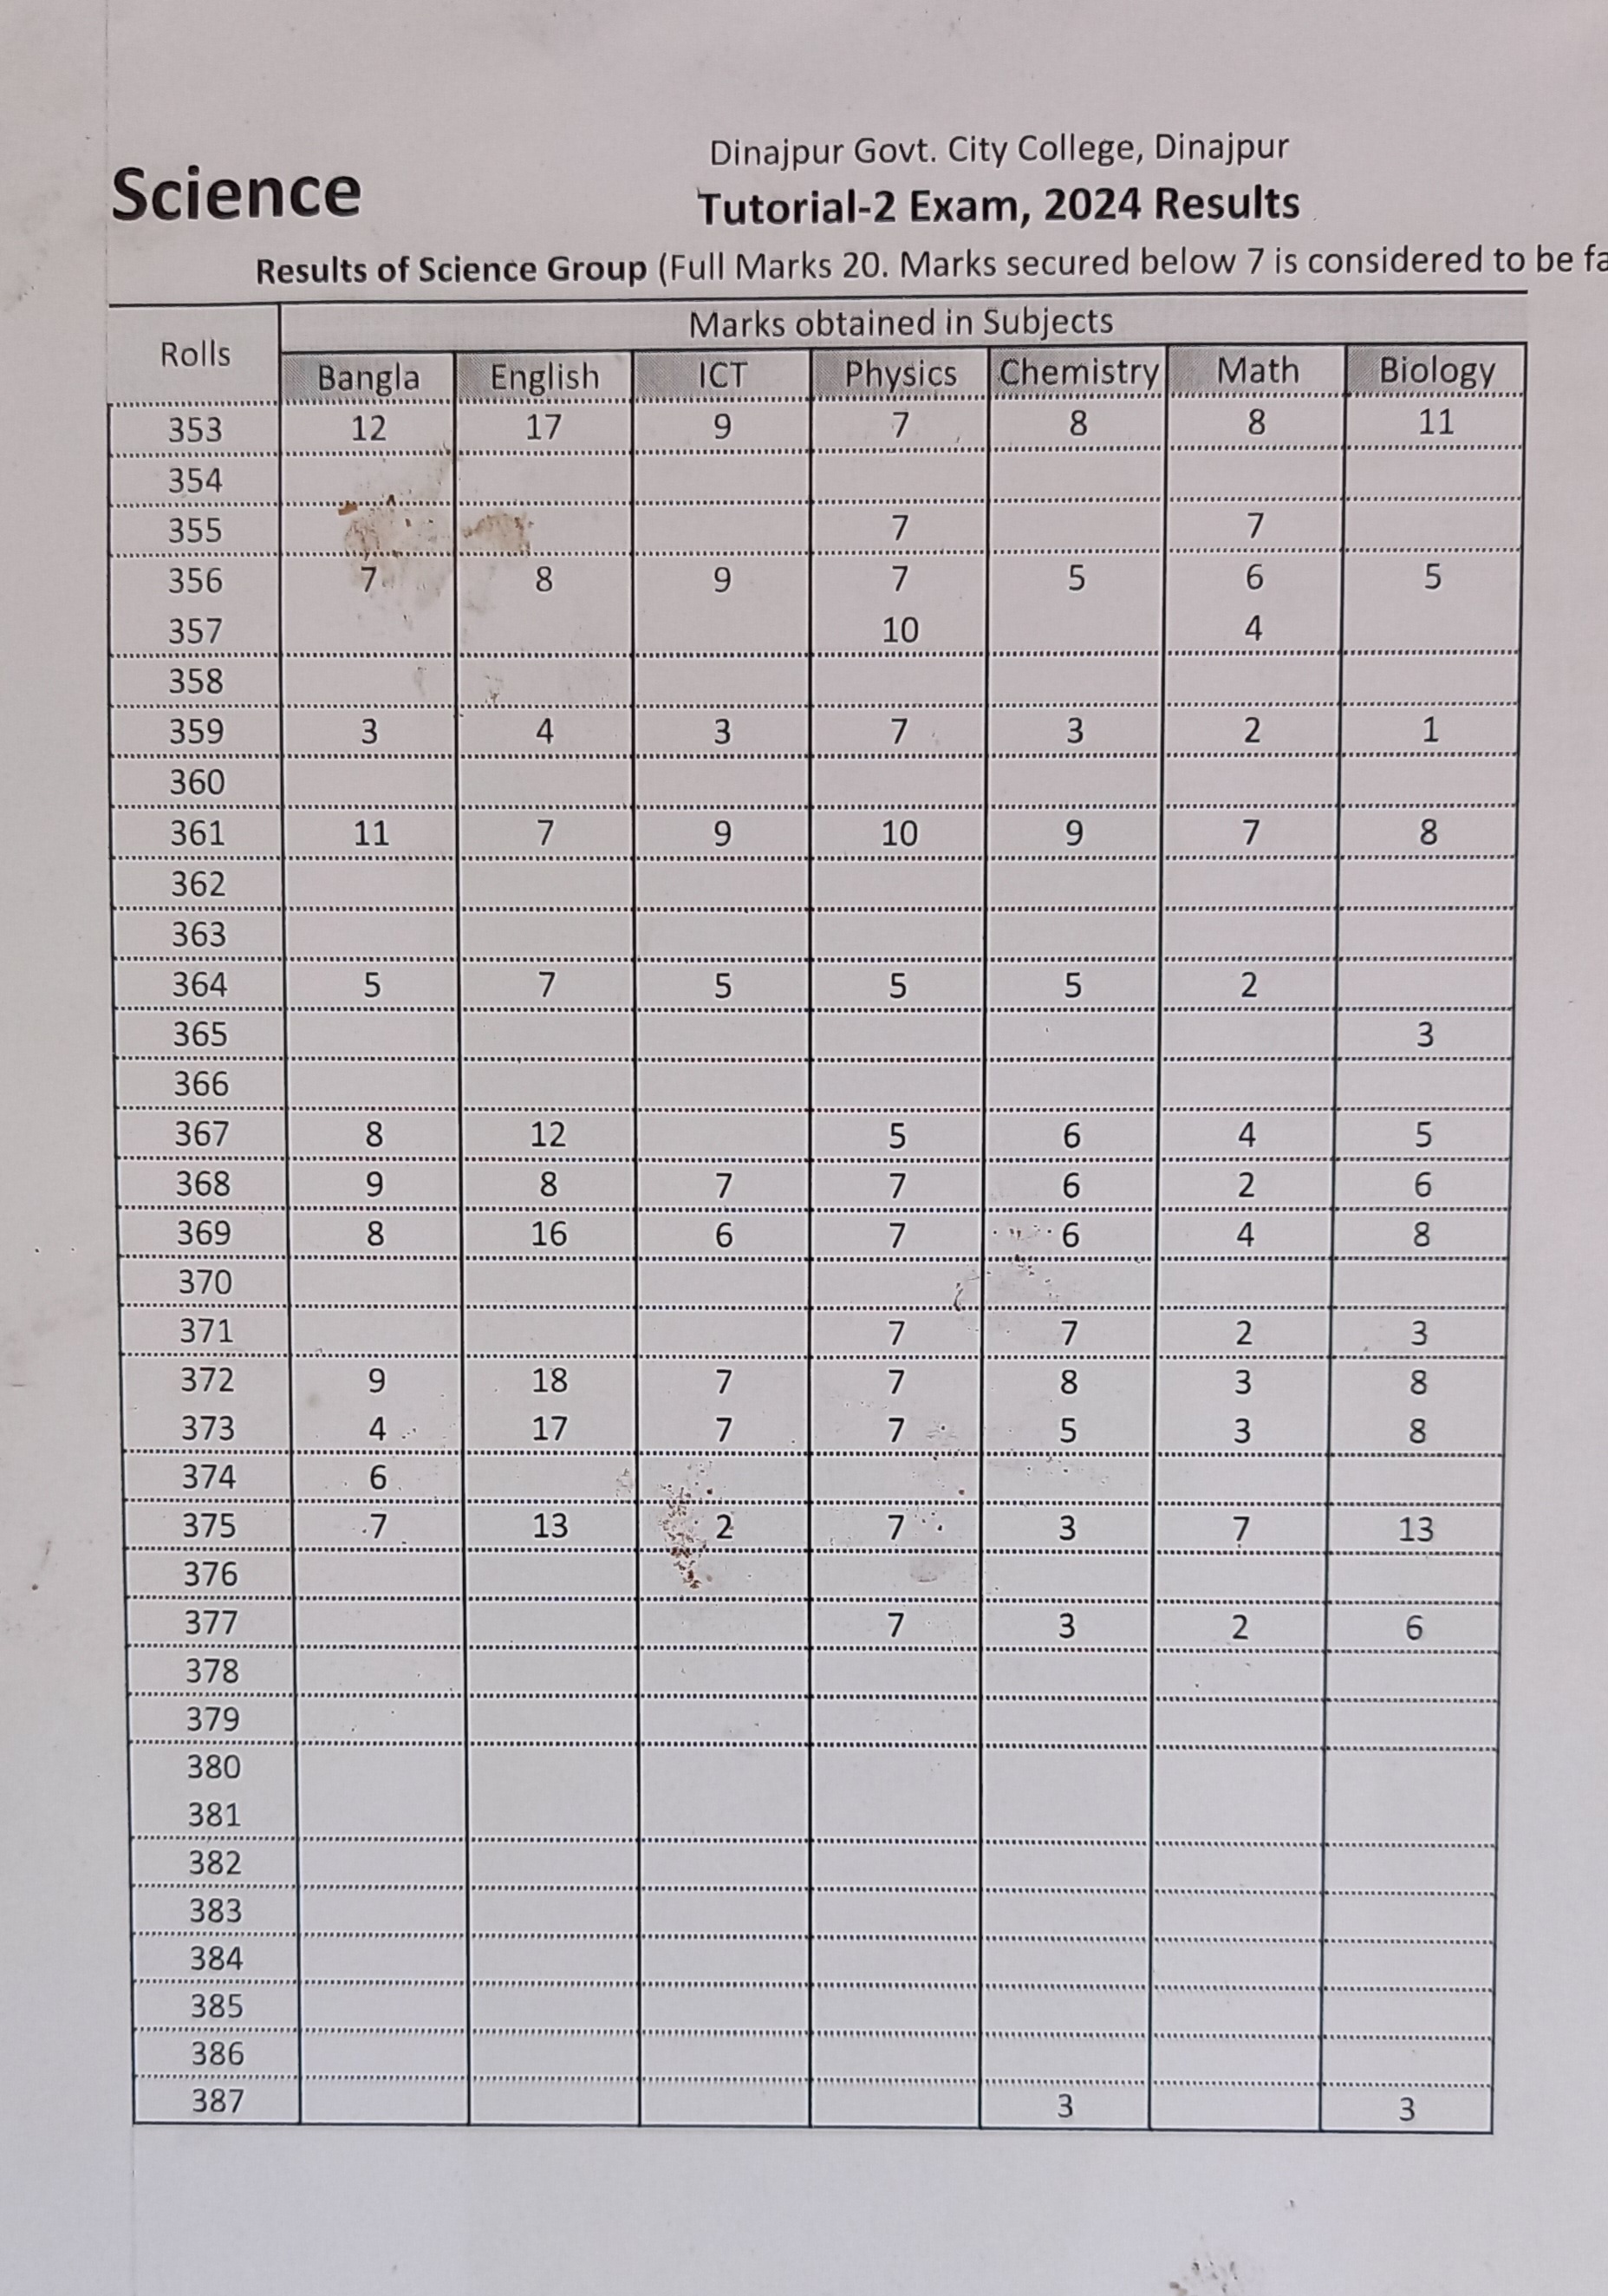 Dinajpur Govt. City College, Dinajpur
Science
Tutorial-2 Exam, 2024 Results
Results of Science Group (Full Marks 20. Marks secured below 7 is considered to be fa
Rolls Marks obtained in Subjects
Bangla English ICT Physics Chemistry Math Biology
353 12 17 9 7 8 8 11
354
355 7 7
356 7 8 9 7 5 6 5
357 10 4
358
359 3 4 3 7 3 2 1
360
361 11 7 9 10 9 7 8
362
363
364 5 7 5 5 5 2
365 3
366
367 8 12 5 6 4 5
368 9 8 7 7 6 2 6
369 8 16 6 7 6 4 8
370
371 7 7 2 3
372 9 18 7 7 8 3 8
373 4 17 7 7 5 3 8
374 6
375 7 13 2 7 3 7 13
376
377 7 3 2 6
378
379
380
381
382
383
384
385
386
387 3 3